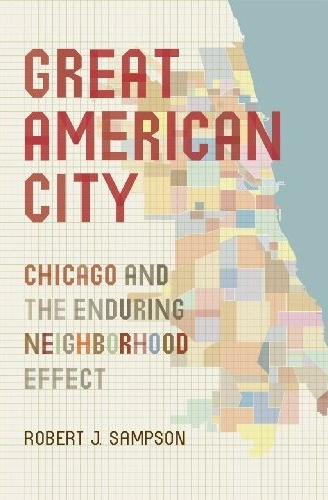 GREAT
AMERICAN
CITY
CHICAGO AND
THE ENDURING
NEIGHBORHOOD
EFFECT
ROBERT J. SAMPSON